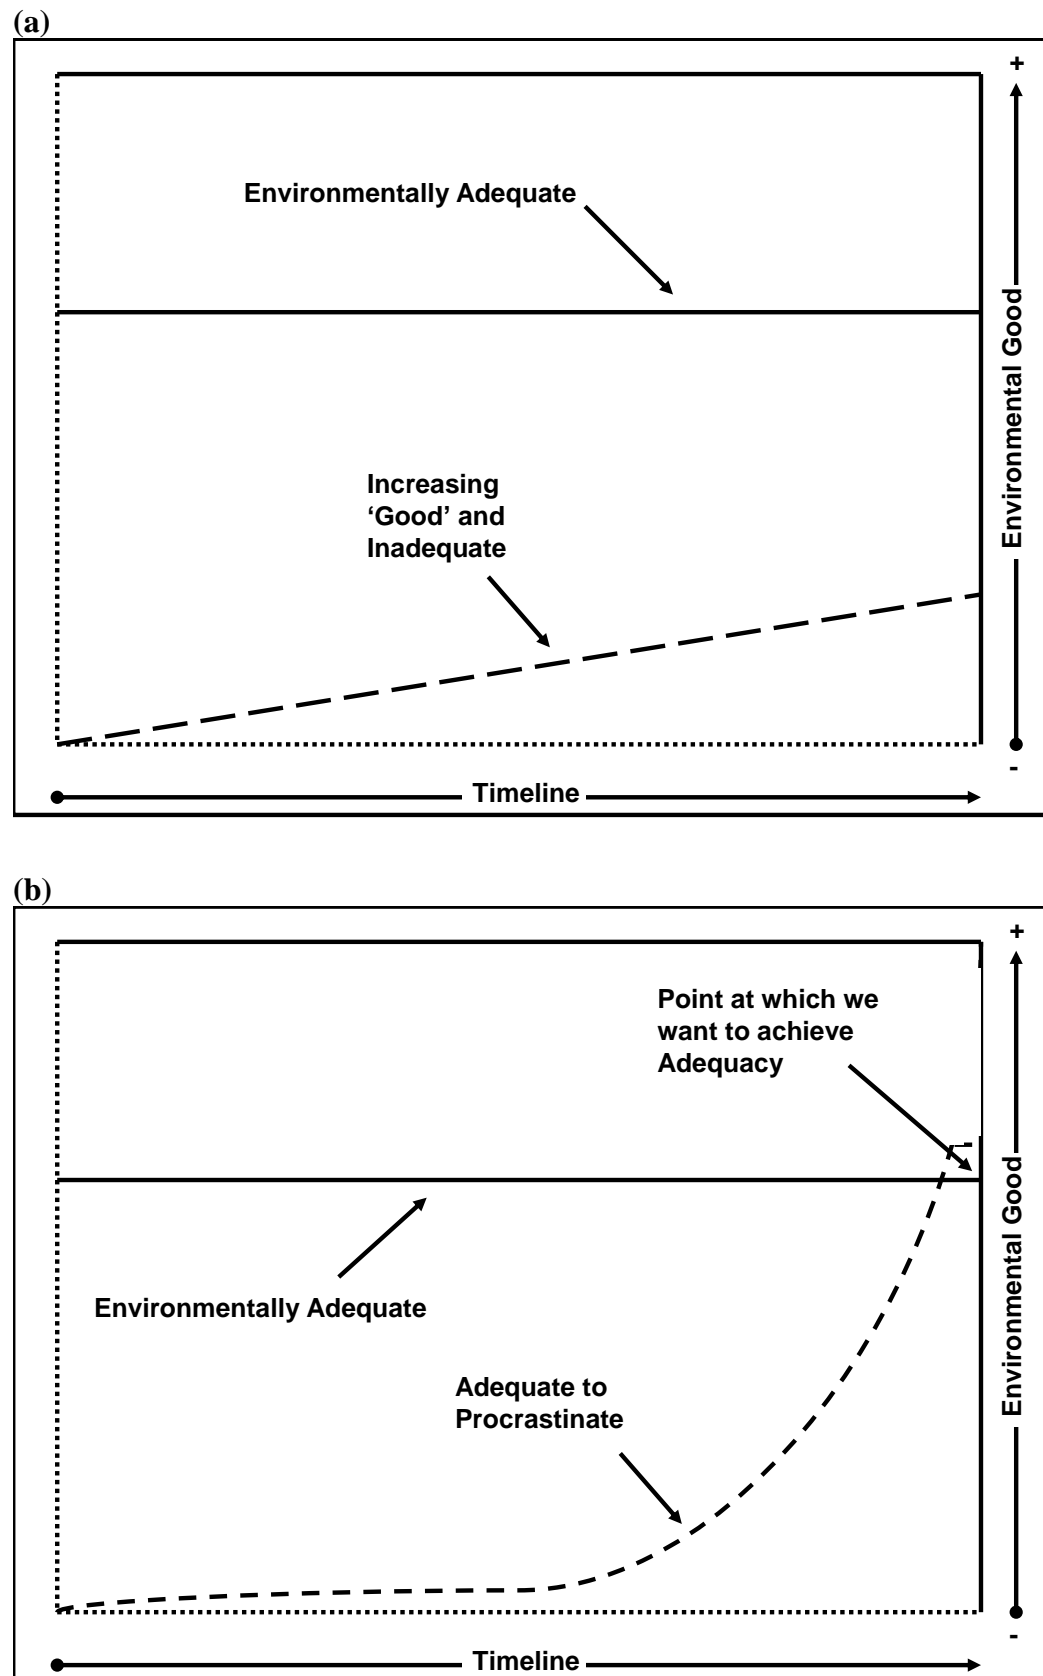 (a)
+
Environmentally Adequate
Environmental Good
Increasing
‘Good’ and
Inadequate
-
Timeline
(b)
+
Point at which we
want to achieve
Adequacy
Environmental Good
Environmentally Adequate
Adequate to
Procrastinate
-
Timeline